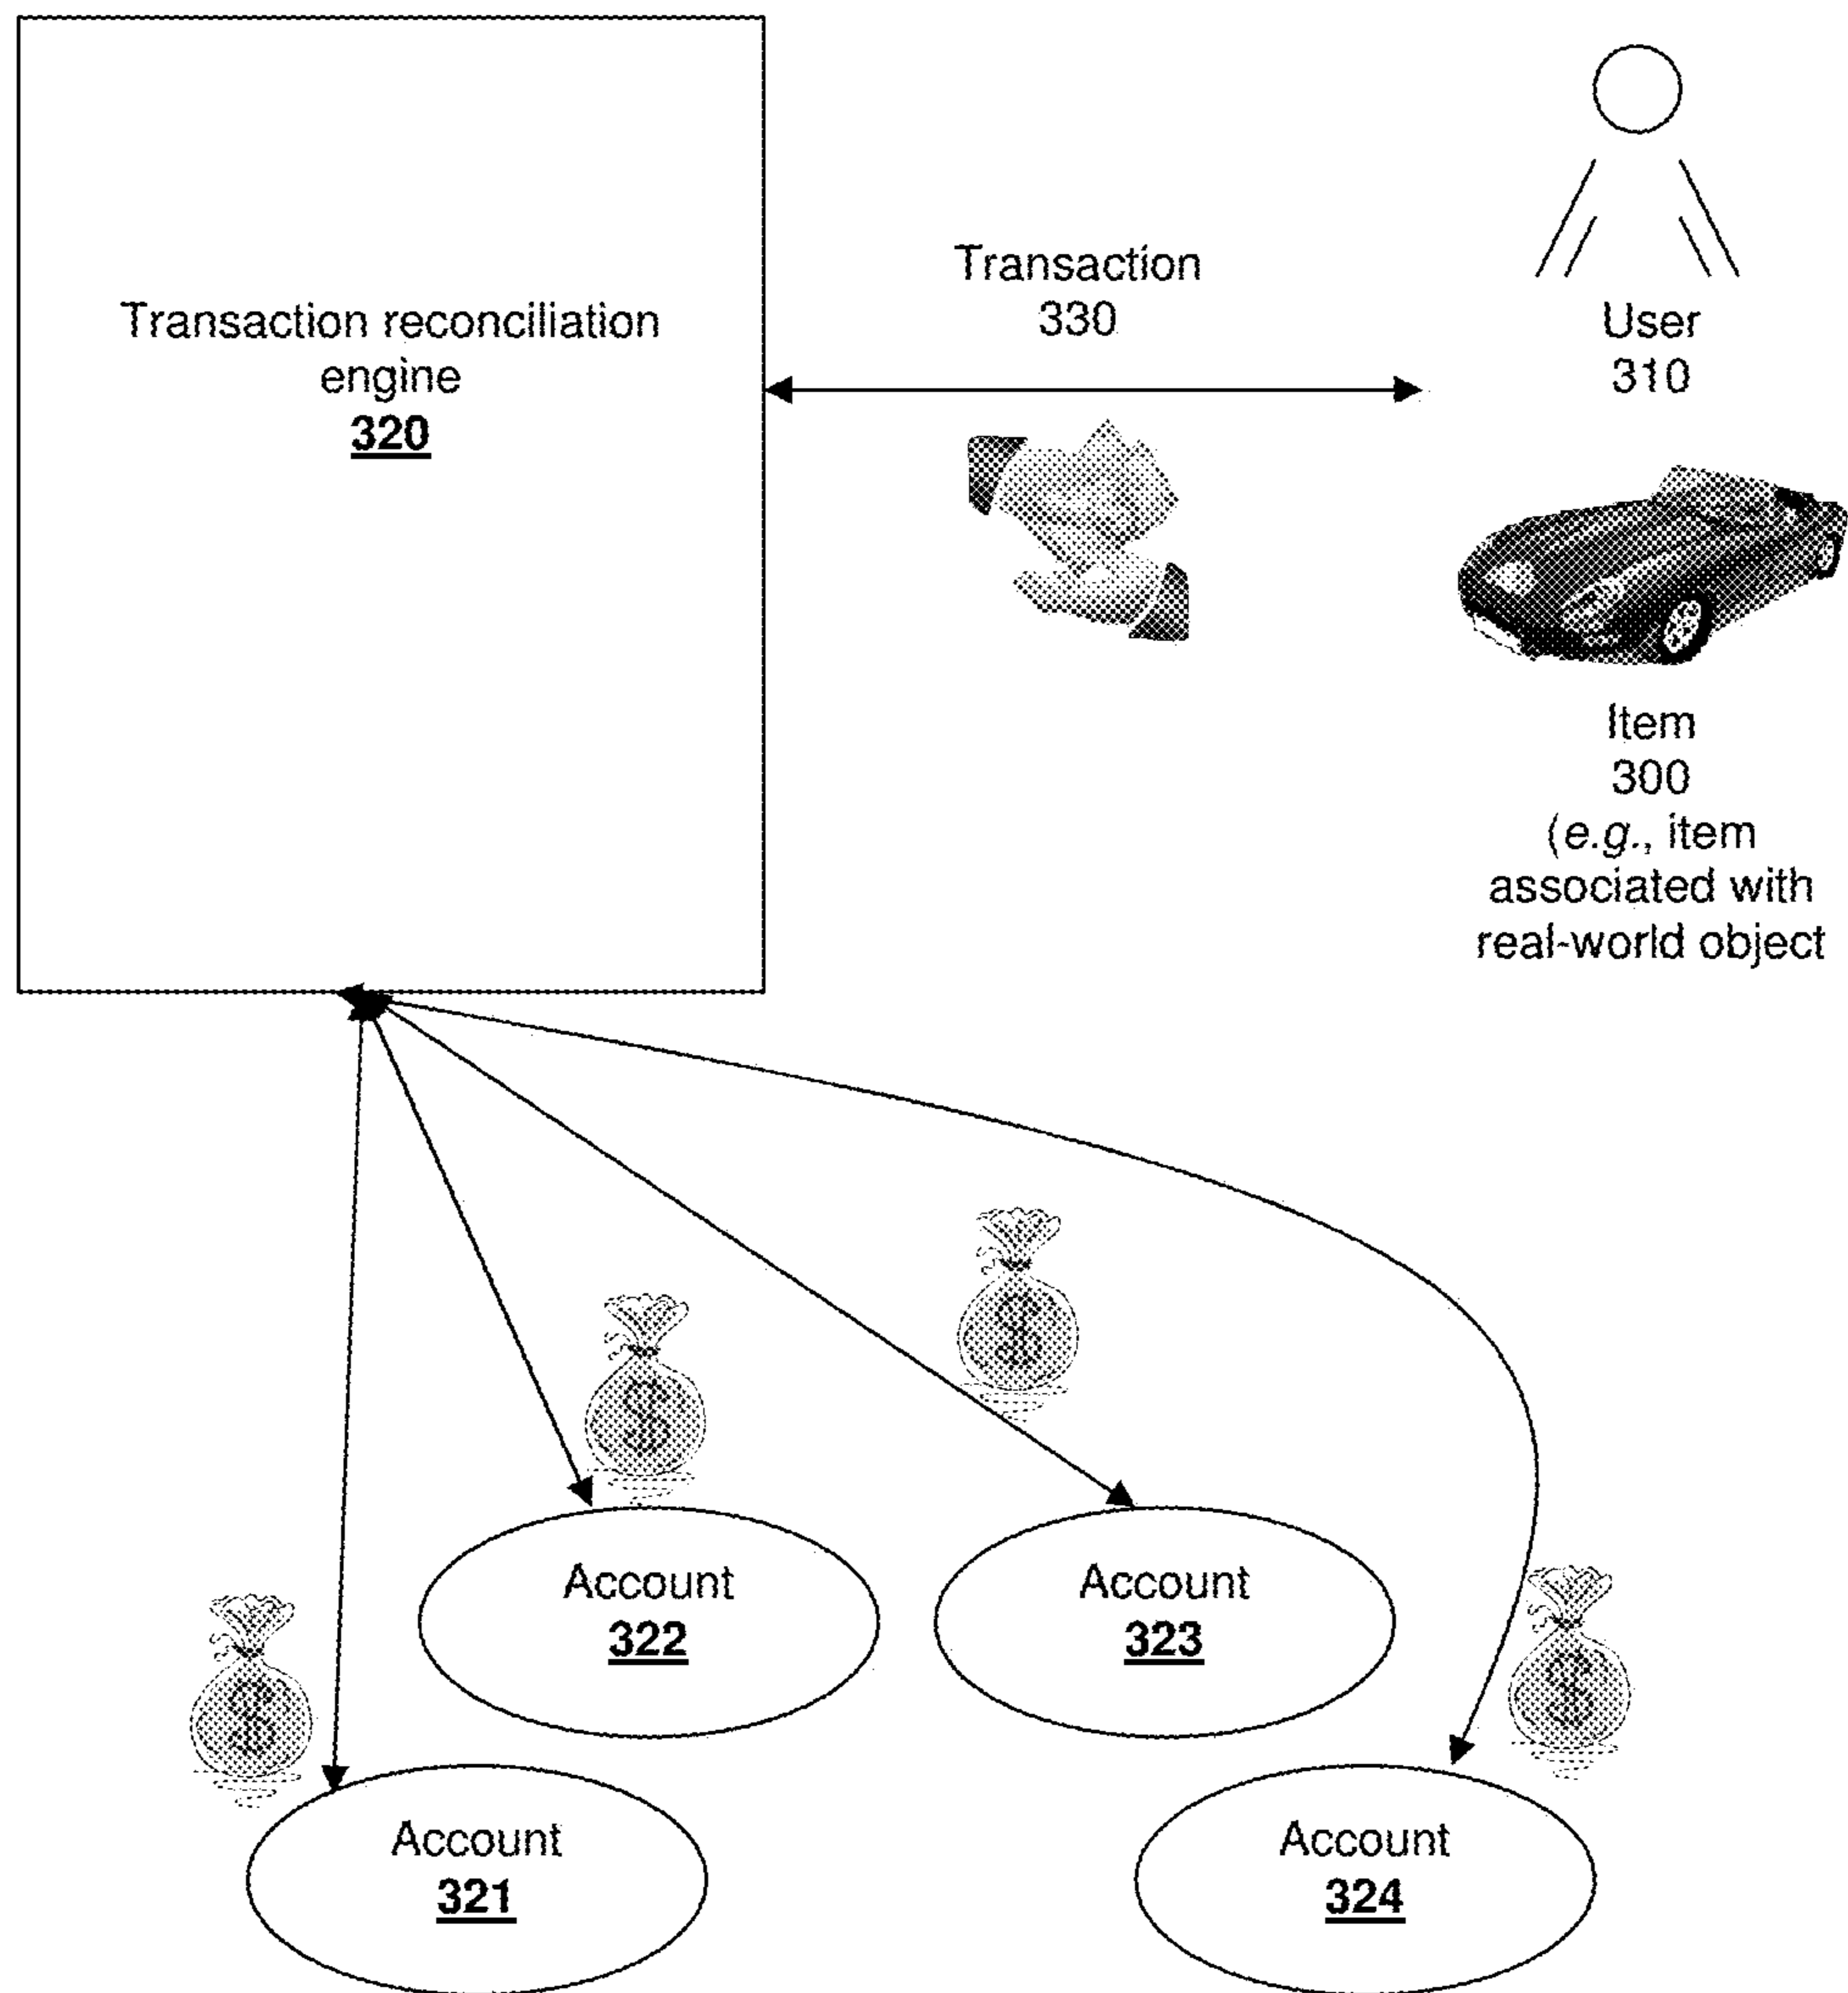 Transaction reconciliation
engine
320
Transaction
330
User
310
Item
300
(e.g., item
associated with
real-world object
$
$
$
$
Account
322
Account
323
Account
321
Account
324